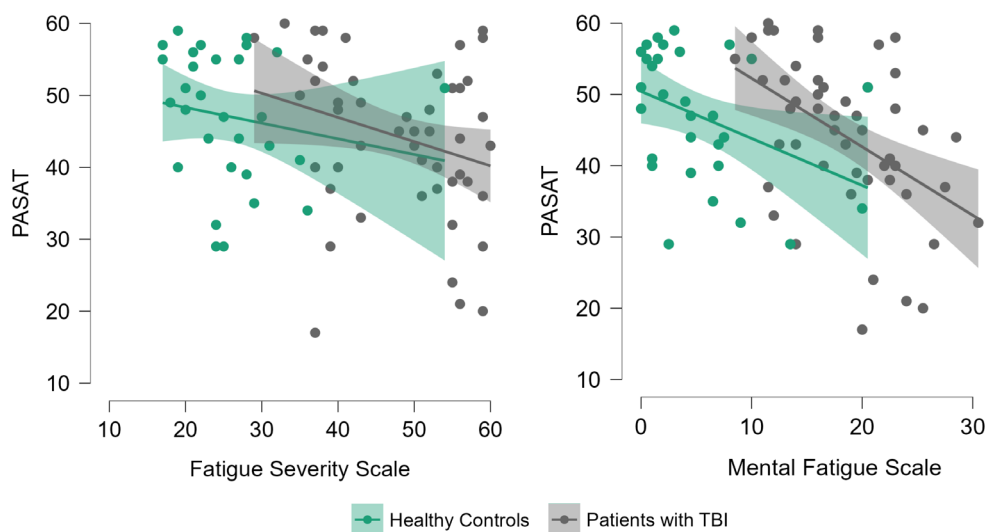 60
50
40
30
20
10
PASAT
10 20 30 40 50 60
Fatigue Severity Scale
60
50
40
30
20
10
PASAT
0 10 20 30
Mental Fatigue Scale
Healthy Controls Patients with TBI